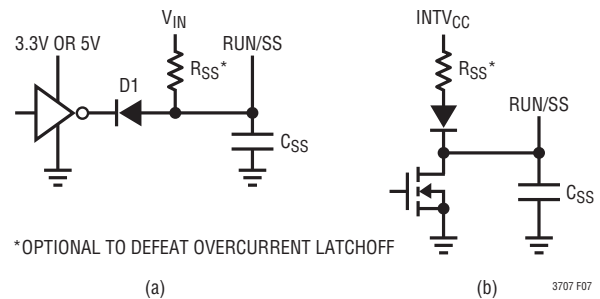 V_IN
INTV_CC
3.3V OR 5V
RUN/SS
R_SS*
R_SS*
D1
RUN/SS
C_SS
C_SS
*OPTIONAL TO DEFEAT OVERCURRENT LATCHOFF
(a)
(b)
3707 F07